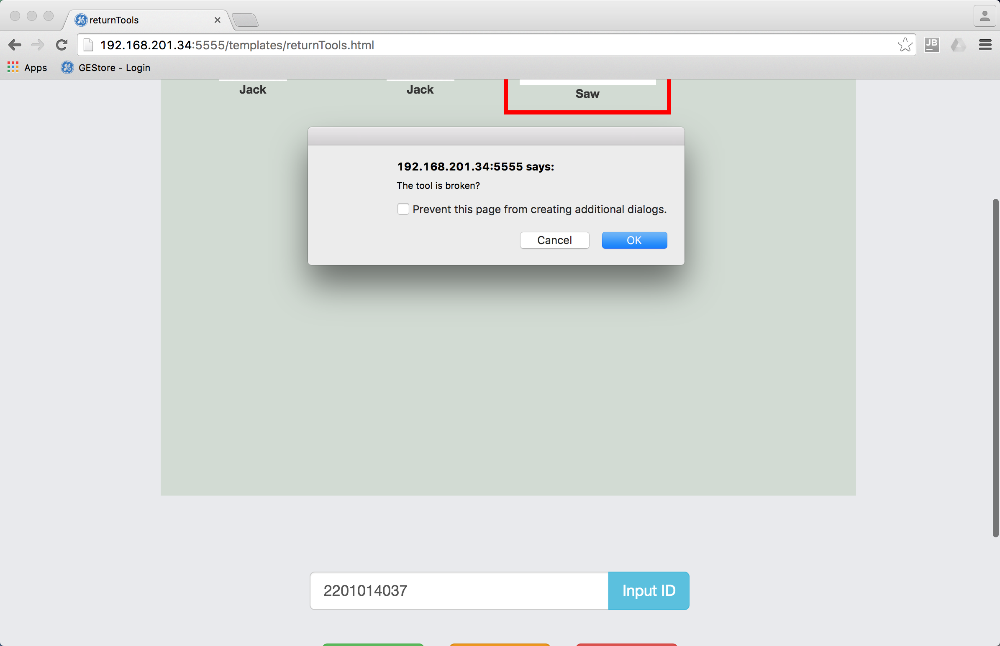 returnTools
192.168.201.34:5555/templates/returnTools.html
JB
Apps
GEStore - Login
Jack
Jack
Saw
192.168.201.34:5555 says:
The tool is broken?
Prevent this page from creating additional dialogs.
Cancel
OK
2201014037
Input ID